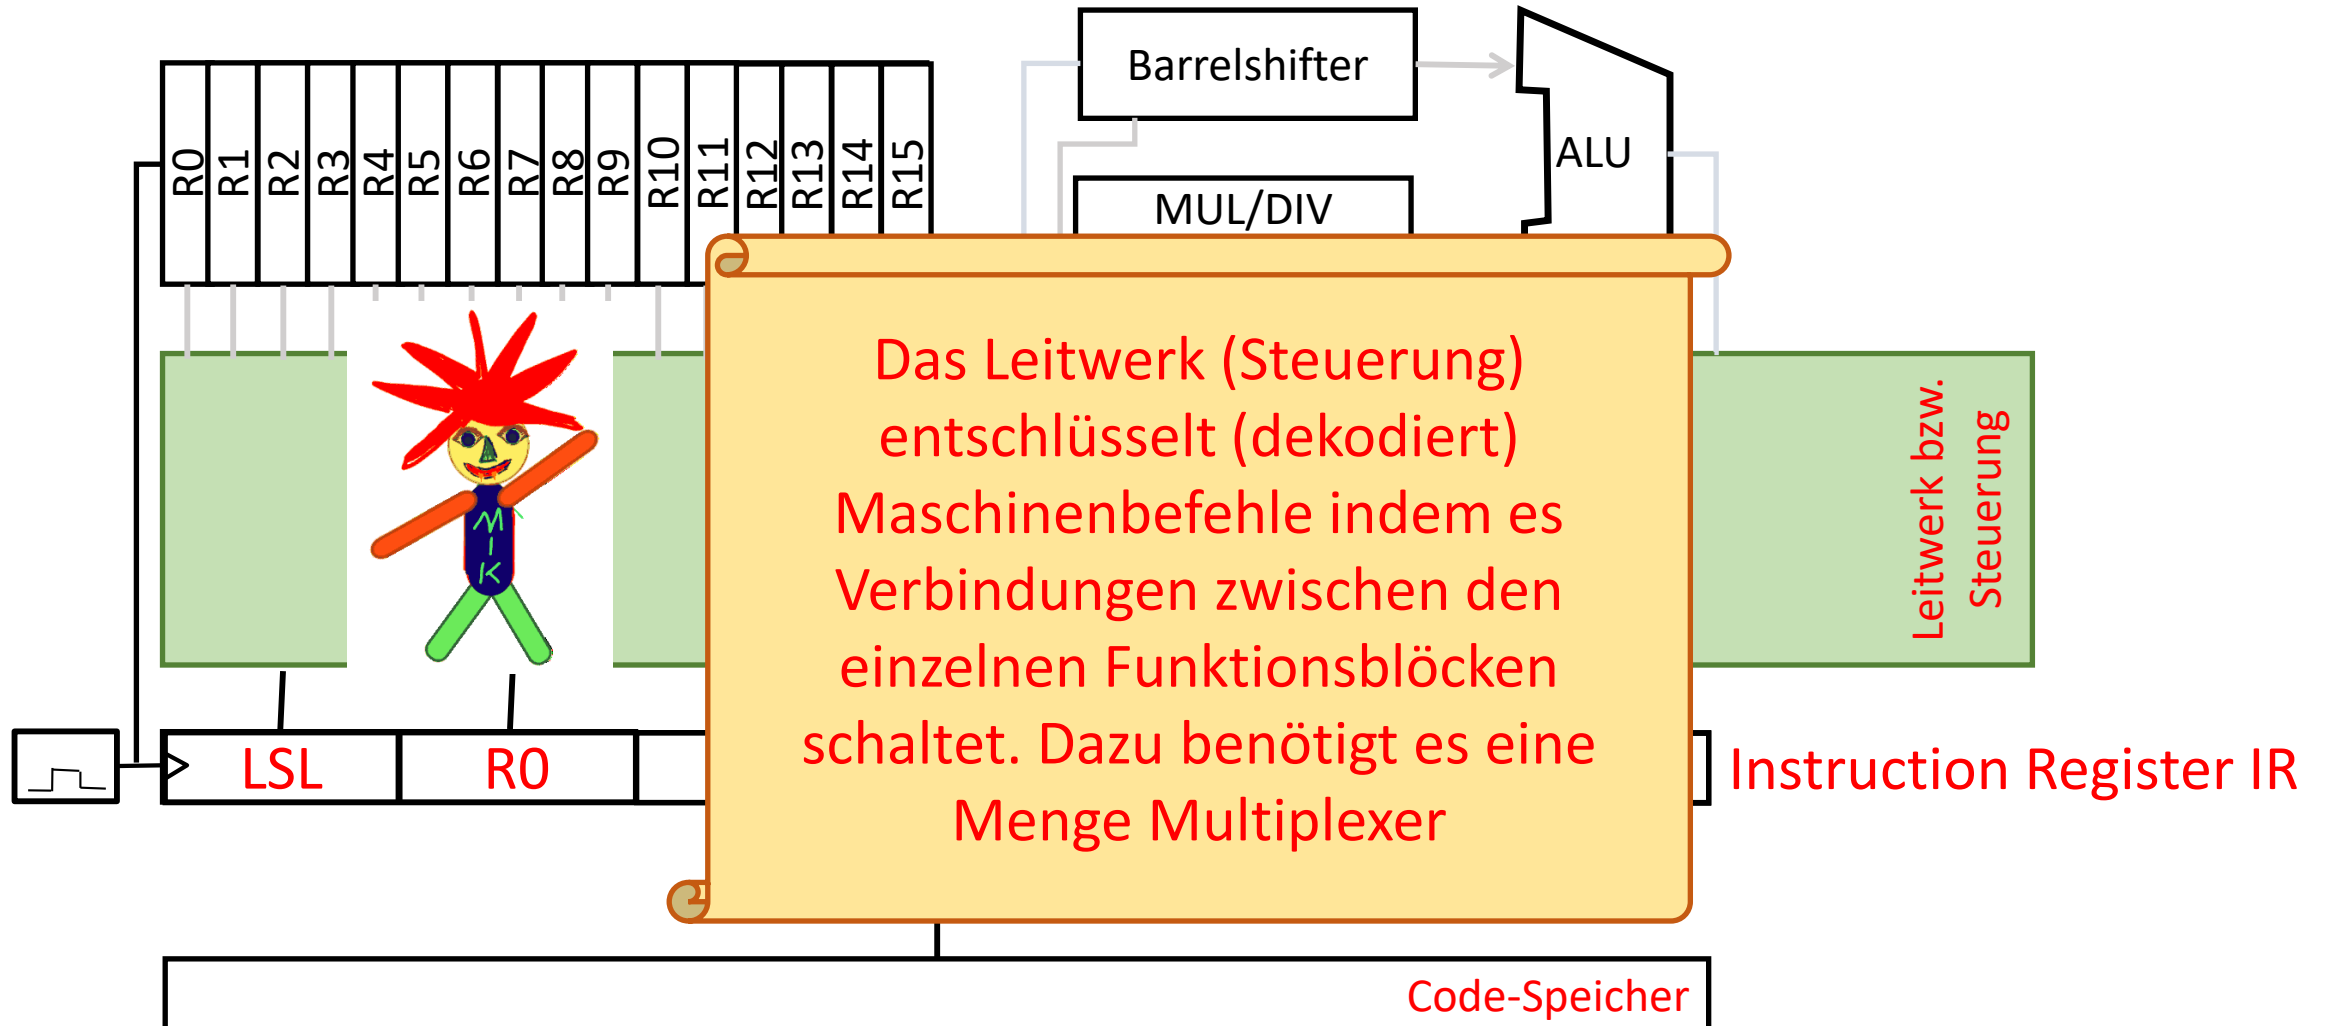 Barrelshifter
R0
R1
R2
R3
R4
R5
R6
R7
R8
R9
R10
R11
R12
R13
R14
R15
ALU
MUL/DIV
Das Leitwerk (Steuerung)
entschlüsselt (dekodiert)
Maschinenbefehle indem es
Verbindungen zwischen den
einzelnen Funktionsblöcken
schaltet. Dazu benötigt es eine
Menge Multiplexer
Leitwerk bzw.
Steuerung
M
I
K
LSL
R0
Instruction Register IR
Code-Speicher